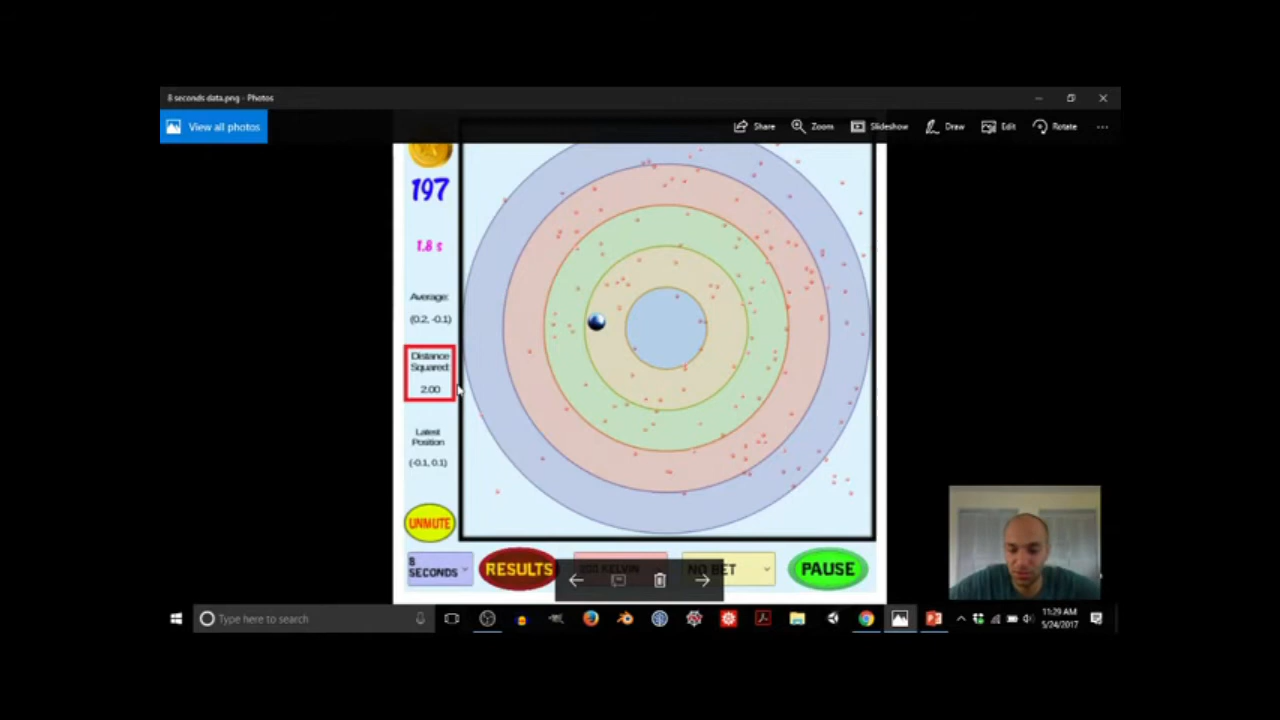 8 seconds data.png - Photos
View all photos
Share
Zoom
Slideshow
Draw
Edit
Rotate
197
1.8 s
Average:
(0.2, -0.1)
Distance
Squared:
2.00
Latest
Position
(-0.1, 0.1)
UNMUTE
8
SECONDS
RESULTS
KELVIN
NO BET
PAUSE
Type here to search
11:29 AM
5/24/2017